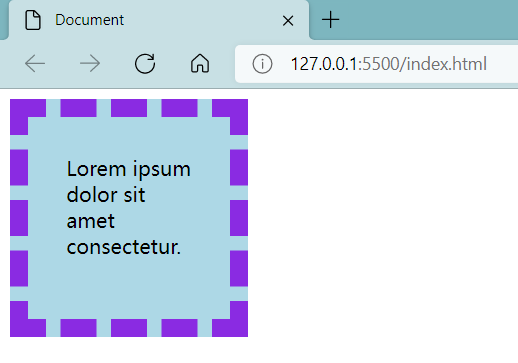 Document
127.0.0.1:5500/index.html
Lorem ipsum
dolor sit
amet
consectetur.